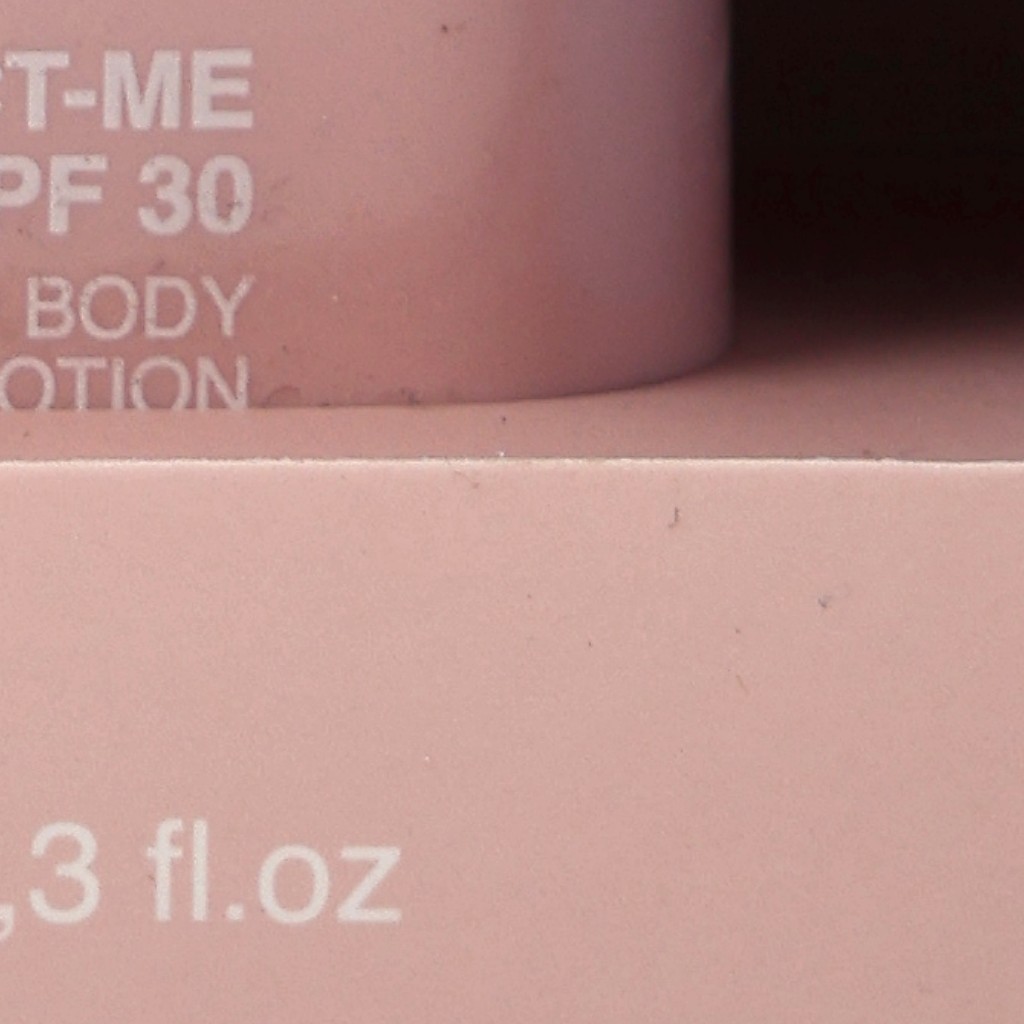 T-ME
PF 30
BODY
OTION
,3 fl.oz